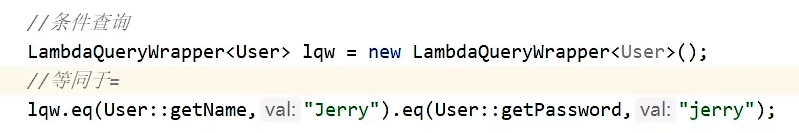 //条件查询
LambdaQueryWrapper<User> lqw = new LambdaQueryWrapper<User>();
//等同于=
lqw.eq(User::getName, val: "Jerry").eq(User::getPassword, val: "jerry");